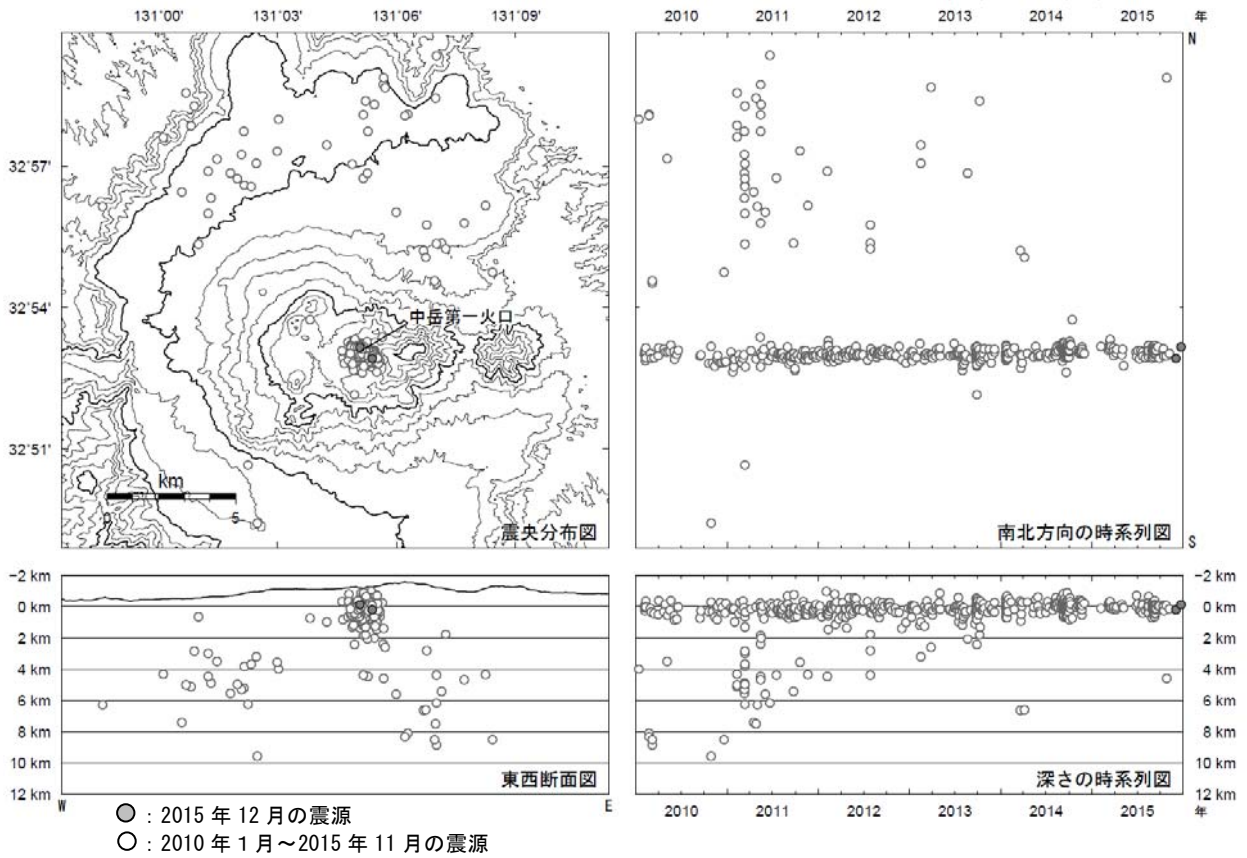 131°00' 131°03' 131°06' 131°09'
2010 2011 2012 2013 2014 2015 年
N
32°57'
32°54'
32°51'
中岳第一火口
km
0 5
震央分布図
南北方向の時系列図
S
-2 km
0 km
2 km
4 km
6 km
8 km
10 km
12 km
W E
東西断面図
深さの時系列図
-2 km
0 km
2 km
4 km
6 km
8 km
10 km
12 km
2010 2011 2012 2013 2014 2015 年
:2015 年 12 月の震源
:2010 年 1 月~2015 年 11 月の震源